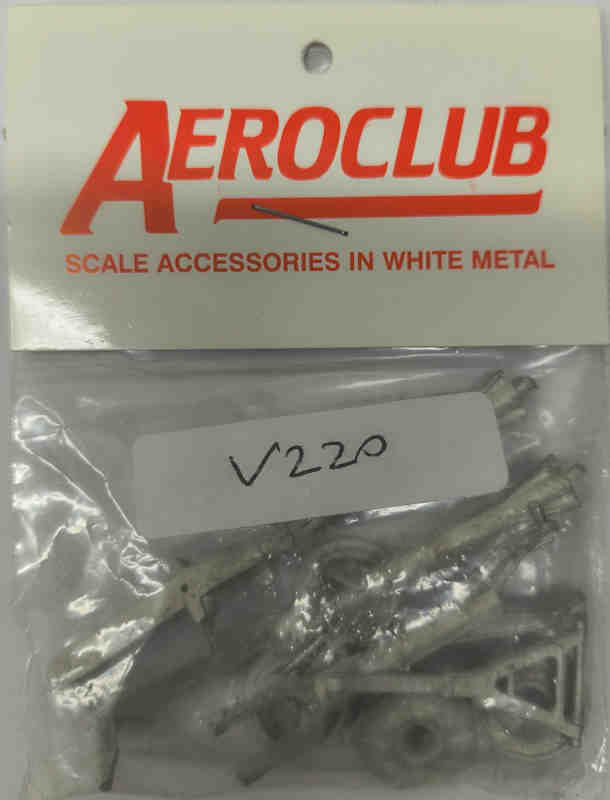 AEROCLUB
SCALE ACCESSORIES IN WHITE METAL
V220